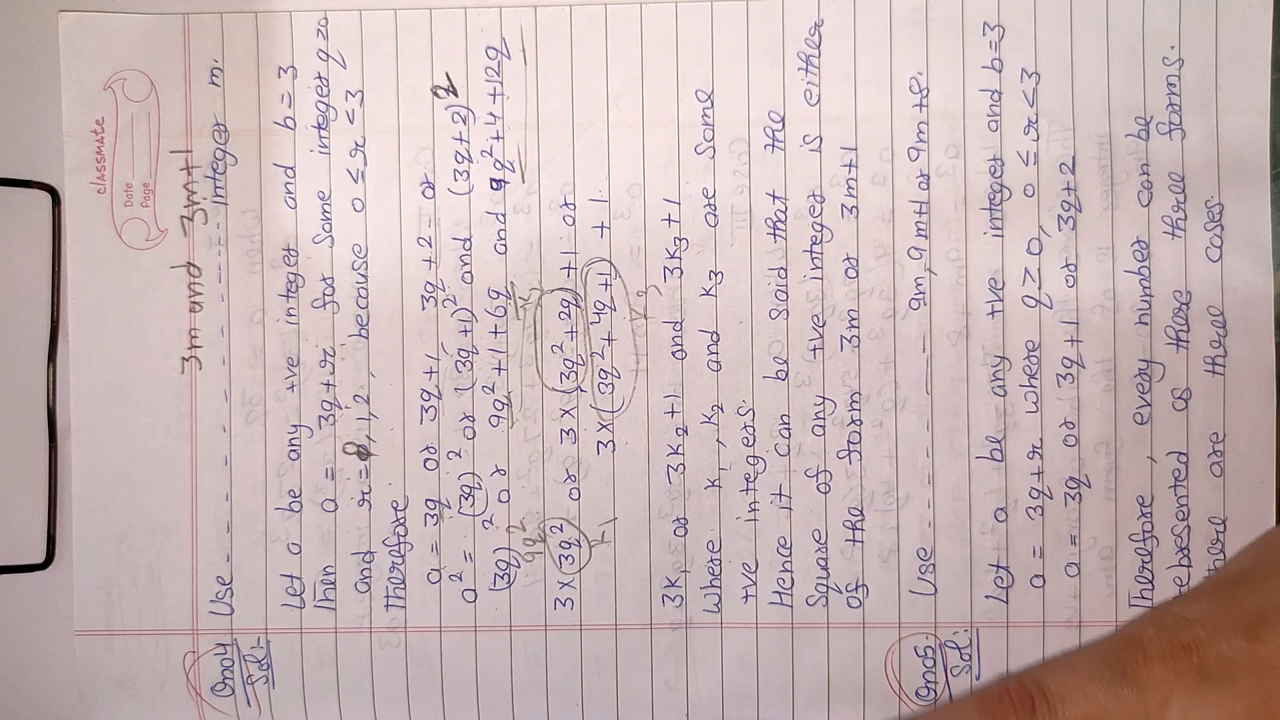 classmate
Date
Page
3m and 3m+1
Qno4 Use - - - - - - - - - - - integer m.
Sol:
Let a be any +ve integer and b=3
Then a = 3q+r for some integer q≥0
and r=0,1,2, because 0 ≤ r <3
Therefore
a = 3q or 3q+1 3q+2 or
a² = (3q)² or (3q+1)² and (3q+2)²
(3q)² or 9q²+1+6q and 9q²+4+12q
9q²
3×(3q²) or 3×(3q²+2q)+1 or
3×(3q²+4q+1)+1.
3k₁ or 3k₂+1 and 3k₃+1
Where k₁, k₂ and k₃ are some
+ve integers.
Hence it can be said that the
Square of any +ve integer is either
of the form 3m or 3m+1
Qno5. Use - - - - - - 9m, 9m+1 or 9m+8.
Sol:
Let a be any +ve integer and b=3
a = 3q+r where q≥0, 0 ≤ r <3
a = 3q or 3q+1 or 3q+2
Therefore, every number can be
represented as these three forms.
There are three cases.